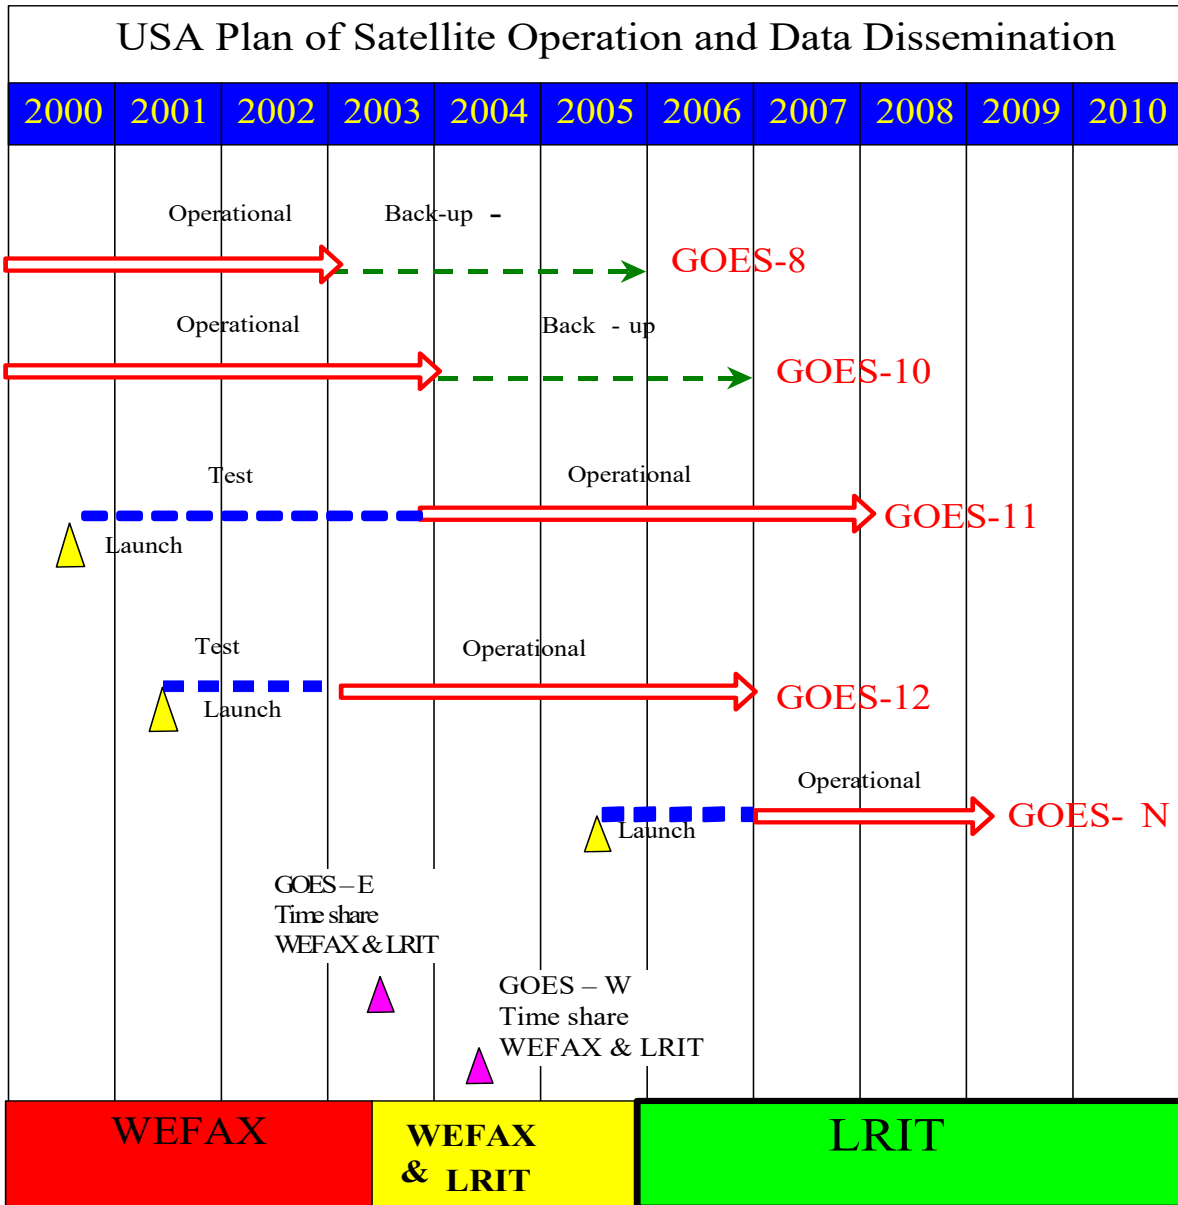 USA Plan of Satellite Operation and Data Dissemination
2000 2001 2002 2003 2004 2005 2006 2007 2008 2009 2010
Operational Back-up -
GOES-8
Operational Back - up
GOES-10
Test Operational
GOES-11
Launch
Test Operational
GOES-12
Launch
Operational
GOES- N
Launch
GOES – E
Time share
WEFAX & LRIT
GOES – W
Time share
WEFAX & LRIT
WEFAX
WEFAX
& LRIT
LRIT